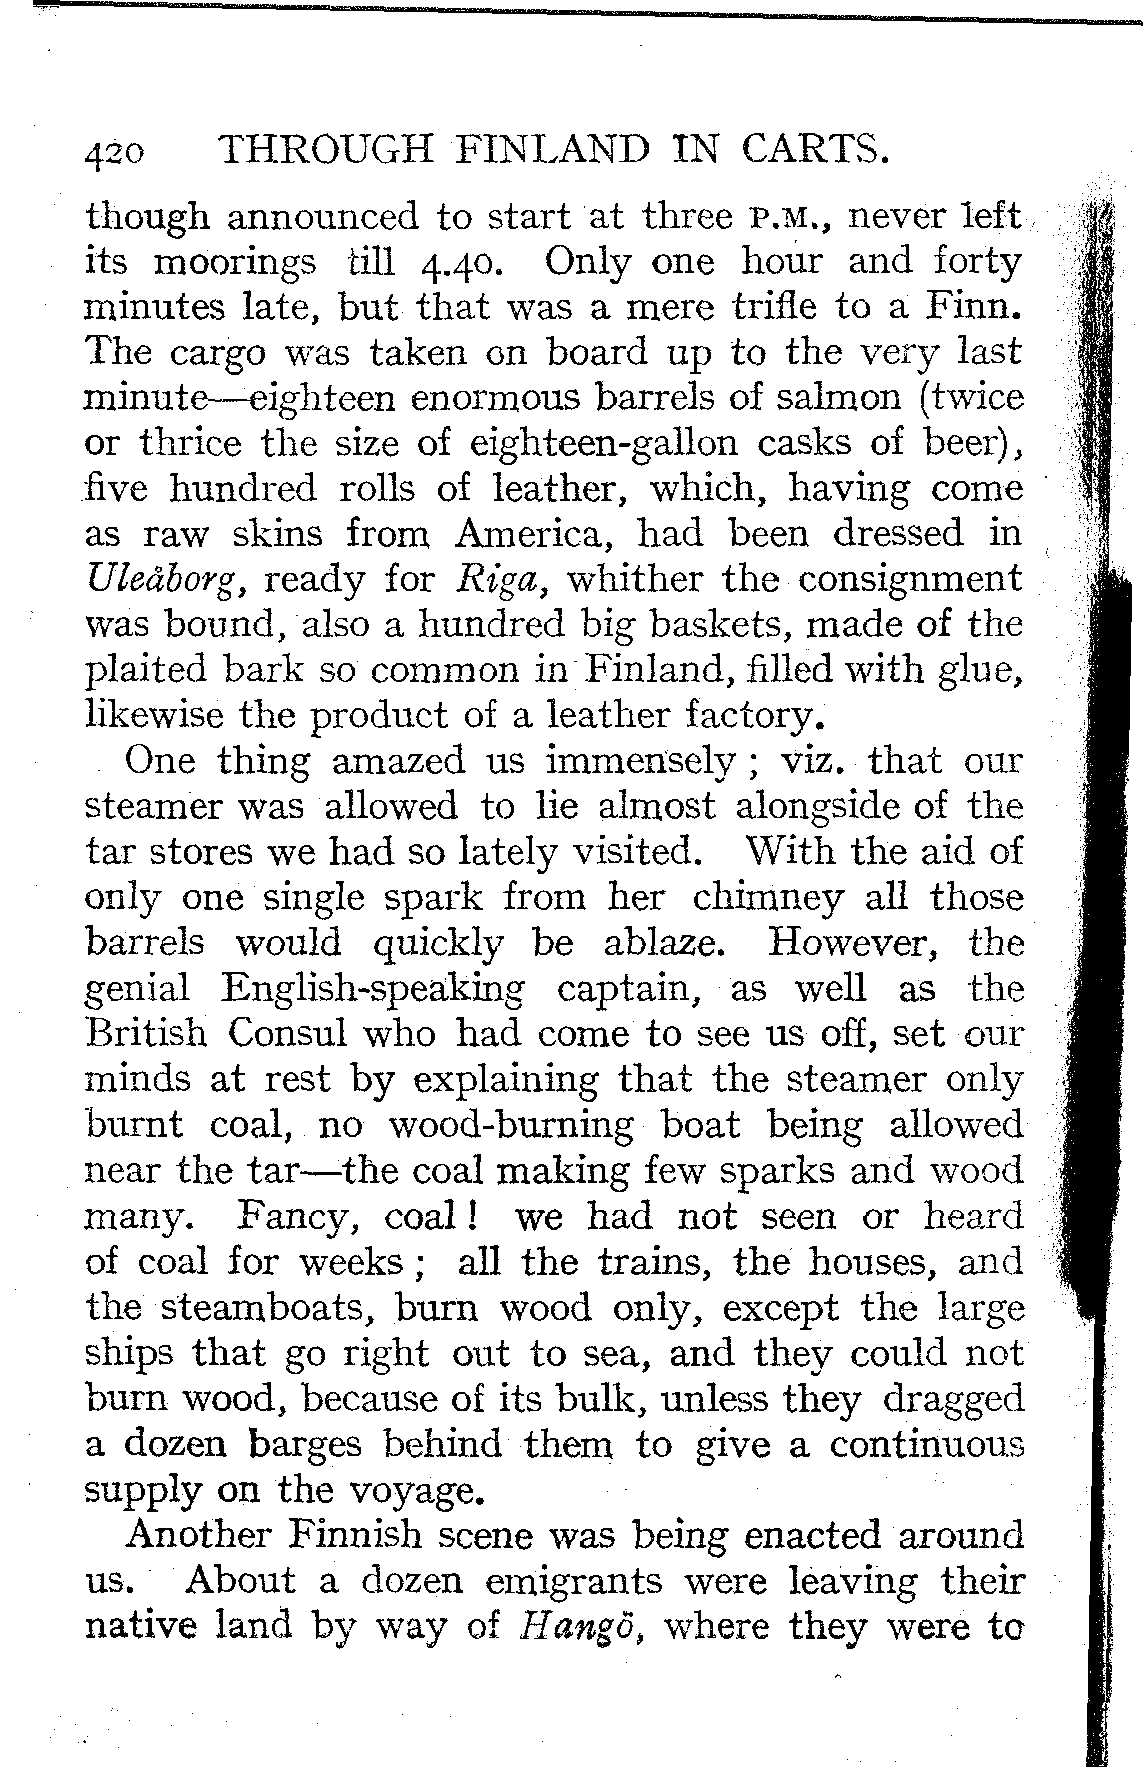 420 THROUGH FINLAND IN CARTS.
though announced to start at three P.M., never left
its moorings till 4.40. Only one hour and forty
minutes late, but that was a mere trifle to a Finn.
The cargo was taken on board up to the very last
minute—eighteen enormous barrels of salmon (twice
or thrice the size of eighteen-gallon casks of beer),
five hundred rolls of leather, which, having come
as raw skins from America, had been dressed in
Uleåborg, ready for Riga, whither the consignment
was bound, also a hundred big baskets, made of the
plaited bark so common in Finland, filled with glue,
likewise the product of a leather factory.
One thing amazed us immensely ; viz. that our
steamer was allowed to lie almost alongside of the
tar stores we had so lately visited. With the aid of
only one single spark from her chimney all those
barrels would quickly be ablaze. However, the
genial English-speaking captain, as well as the
British Consul who had come to see us off, set our
minds at rest by explaining that the steamer only
burnt coal, no wood-burning boat being allowed
near the tar—the coal making few sparks and wood
many. Fancy, coal ! we had not seen or heard
of coal for weeks ; all the trains, the houses, and
the steamboats, burn wood only, except the large
ships that go right out to sea, and they could not
burn wood, because of its bulk, unless they dragged
a dozen barges behind them to give a continuous
supply on the voyage.
Another Finnish scene was being enacted around
us. About a dozen emigrants were leaving their
native land by way of Hangö, where they were to